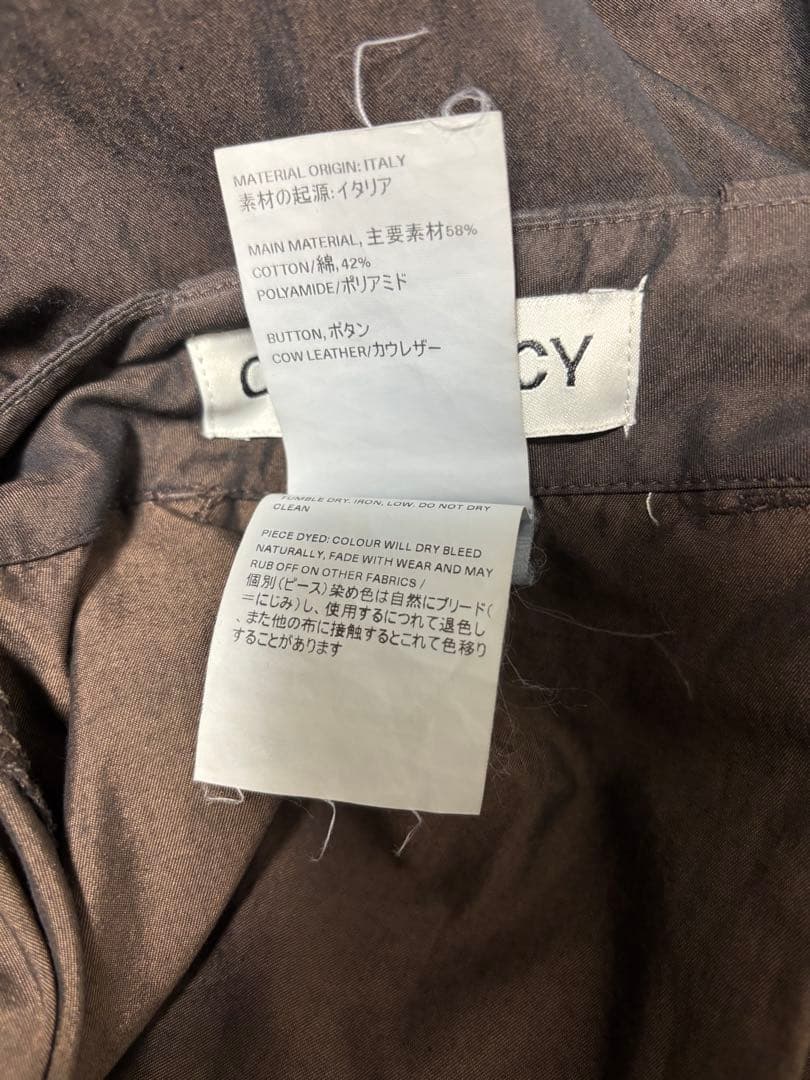 MATERIAL ORIGIN: ITALY
素材の起源:イタリア
MAIN MATERIAL, 主要素材58%
COTTON/綿, 42%
POLYAMIDE/ポリアミド
BUTTON, ボタン
COW LEATHER/カウレザー
CY
TUMBLE DRY. IRON, LOW. DO NOT DRY
CLEAN
PIECE DYED: COLOUR WILL DRY BLEED
NATURALLY, FADE WITH WEAR AND MAY
RUB OFF ON OTHER FABRICS /
個別(ピース)染め色は自然にブリード(
=にじみ)し、使用するにつれて退色し
、また他の布に接触するとこれて色移り
することがあります